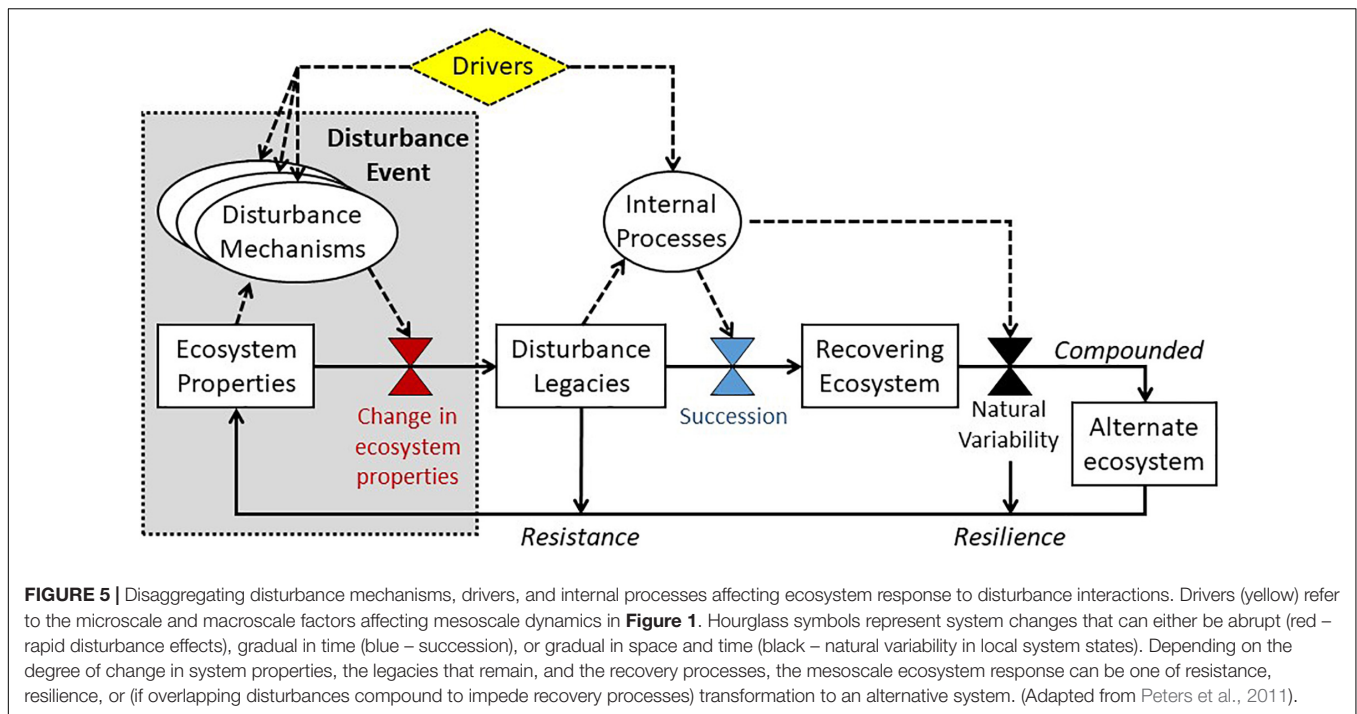 Drivers
Disturbance
Event
Disturbance
Mechanisms
Internal
Processes
Ecosystem
Properties
Change in
ecosystem
properties
Disturbance
Legacies
Succession
Recovering
Ecosystem
Natural
Variability
Compounded
Alternate
ecosystem
Resistance
Resilience
FIGURE 5 | Disaggregating disturbance mechanisms, drivers, and internal processes affecting ecosystem response to disturbance interactions. Drivers (yellow) refer
to the microscale and macroscale factors affecting mesoscale dynamics in Figure 1. Hourglass symbols represent system changes that can either be abrupt (red –
rapid disturbance effects), gradual in time (blue – succession), or gradual in space and time (black – natural variability in local system states). Depending on the
degree of change in system properties, the legacies that remain, and the recovery processes, the mesoscale ecosystem response can be one of resistance,
resilience, or (if overlapping disturbances compound to impede recovery processes) transformation to an alternative system. (Adapted from Peters et al., 2011).